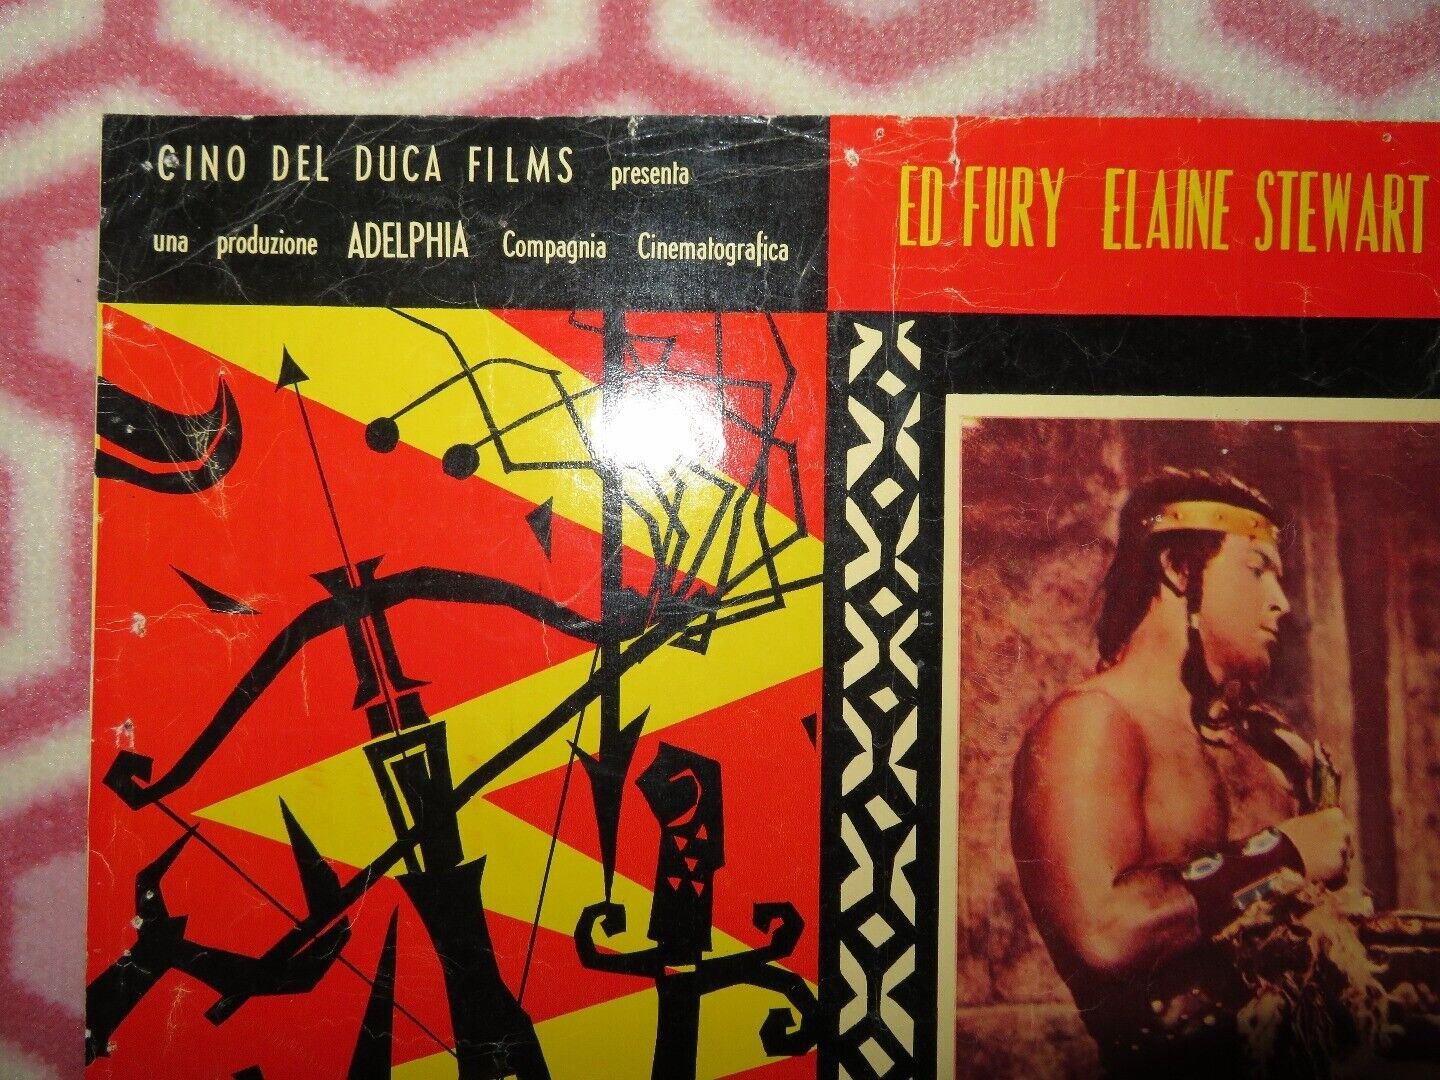 CINO DEL DUCA FILMS presenta
una produzione ADELPHIA Compagnia Cinematografica
ED FURY ELAINE STEWART